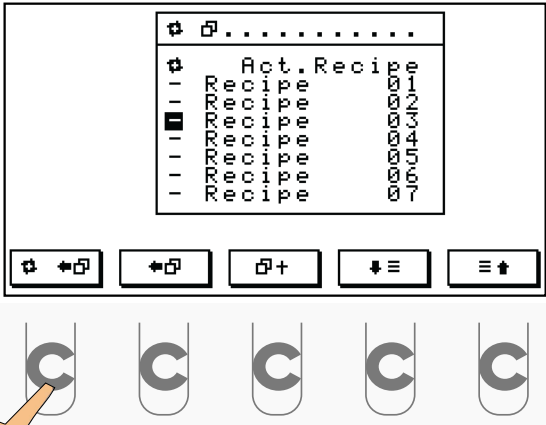 ...........
Act.Recipe
- Recipe 01
- Recipe 02
- Recipe 03
- Recipe 04
- Recipe 05
- Recipe 06
- Recipe 07
+
C C C C C